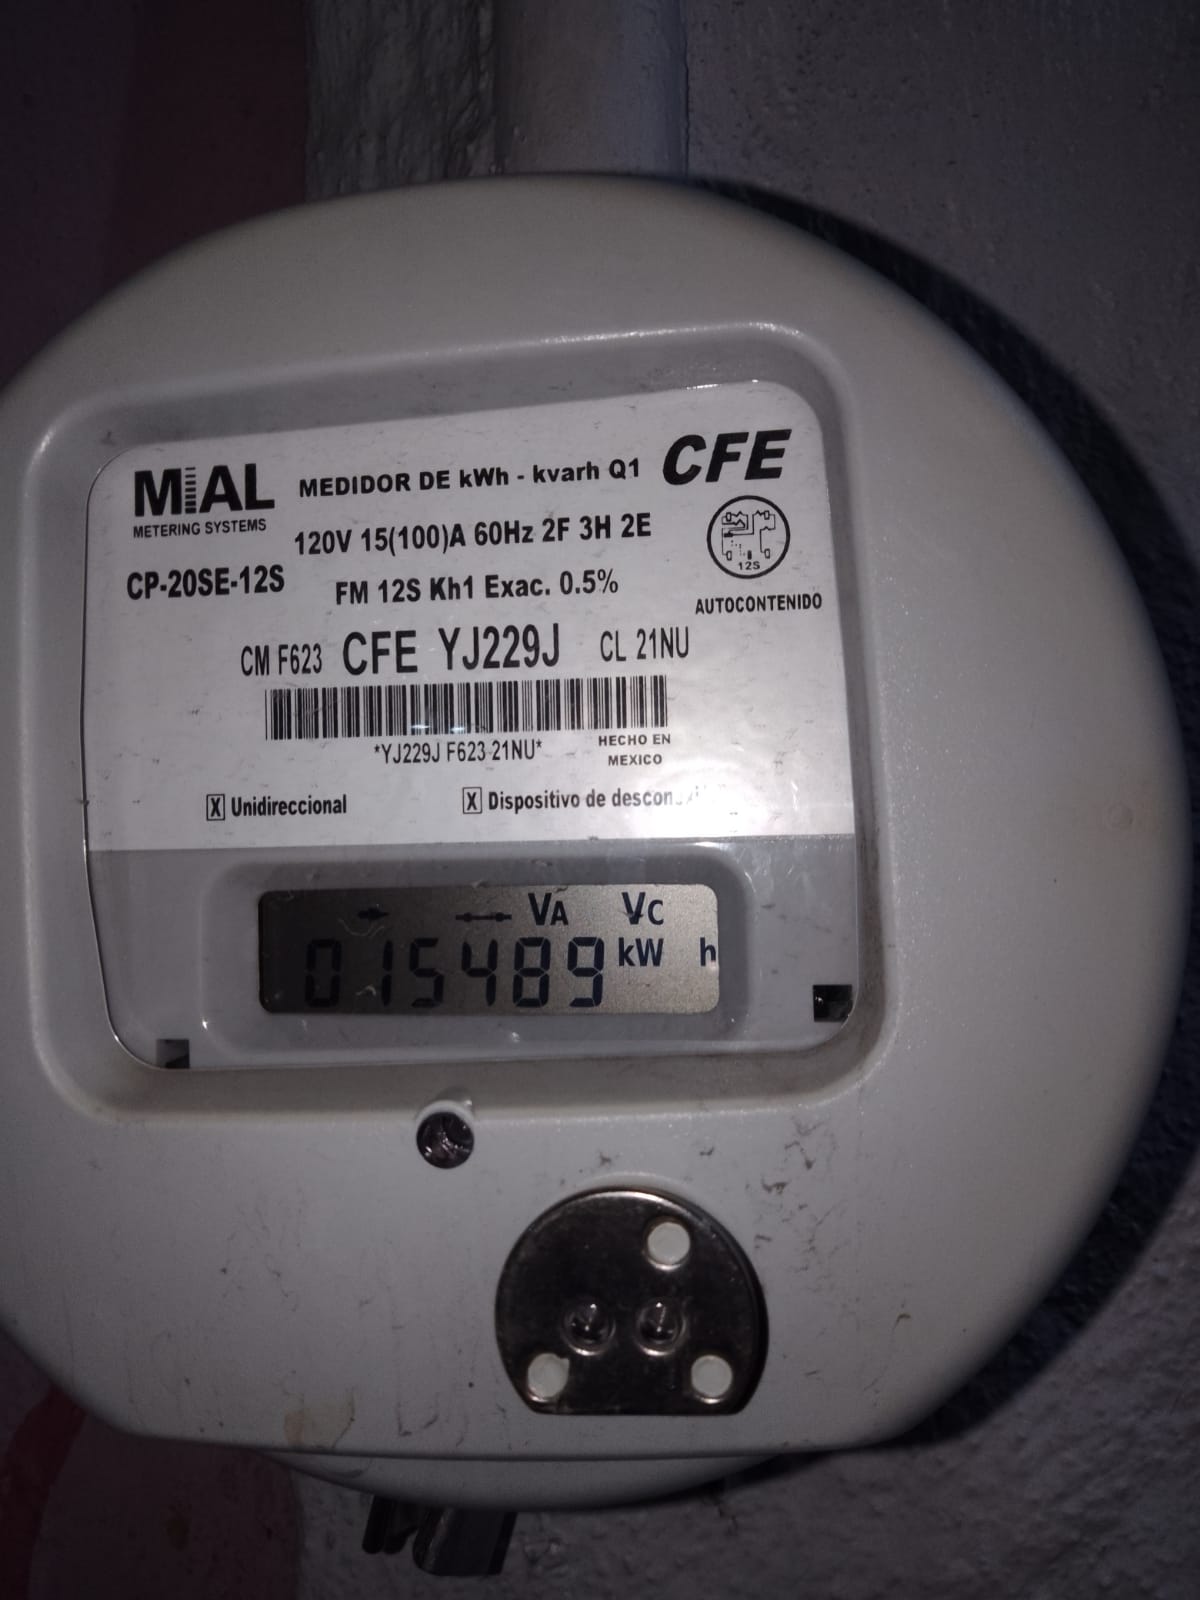 MIAL
METERING SYSTEMS
MEDIDOR DE kWh - kvarh Q1
CFE
120V 15(100)A 60Hz 2F 3H 2E
CP-20SE-12S
FM 12S Kh1 Exac. 0.5%
12S
AUTOCONTENIDO
CM F623 CFE YJ229J CL 21NU
*YJ229J F623 21NU*
HECHO EN
MEXICO
X Unidireccional
X Dispositivo de
VA VC
015489 kW h